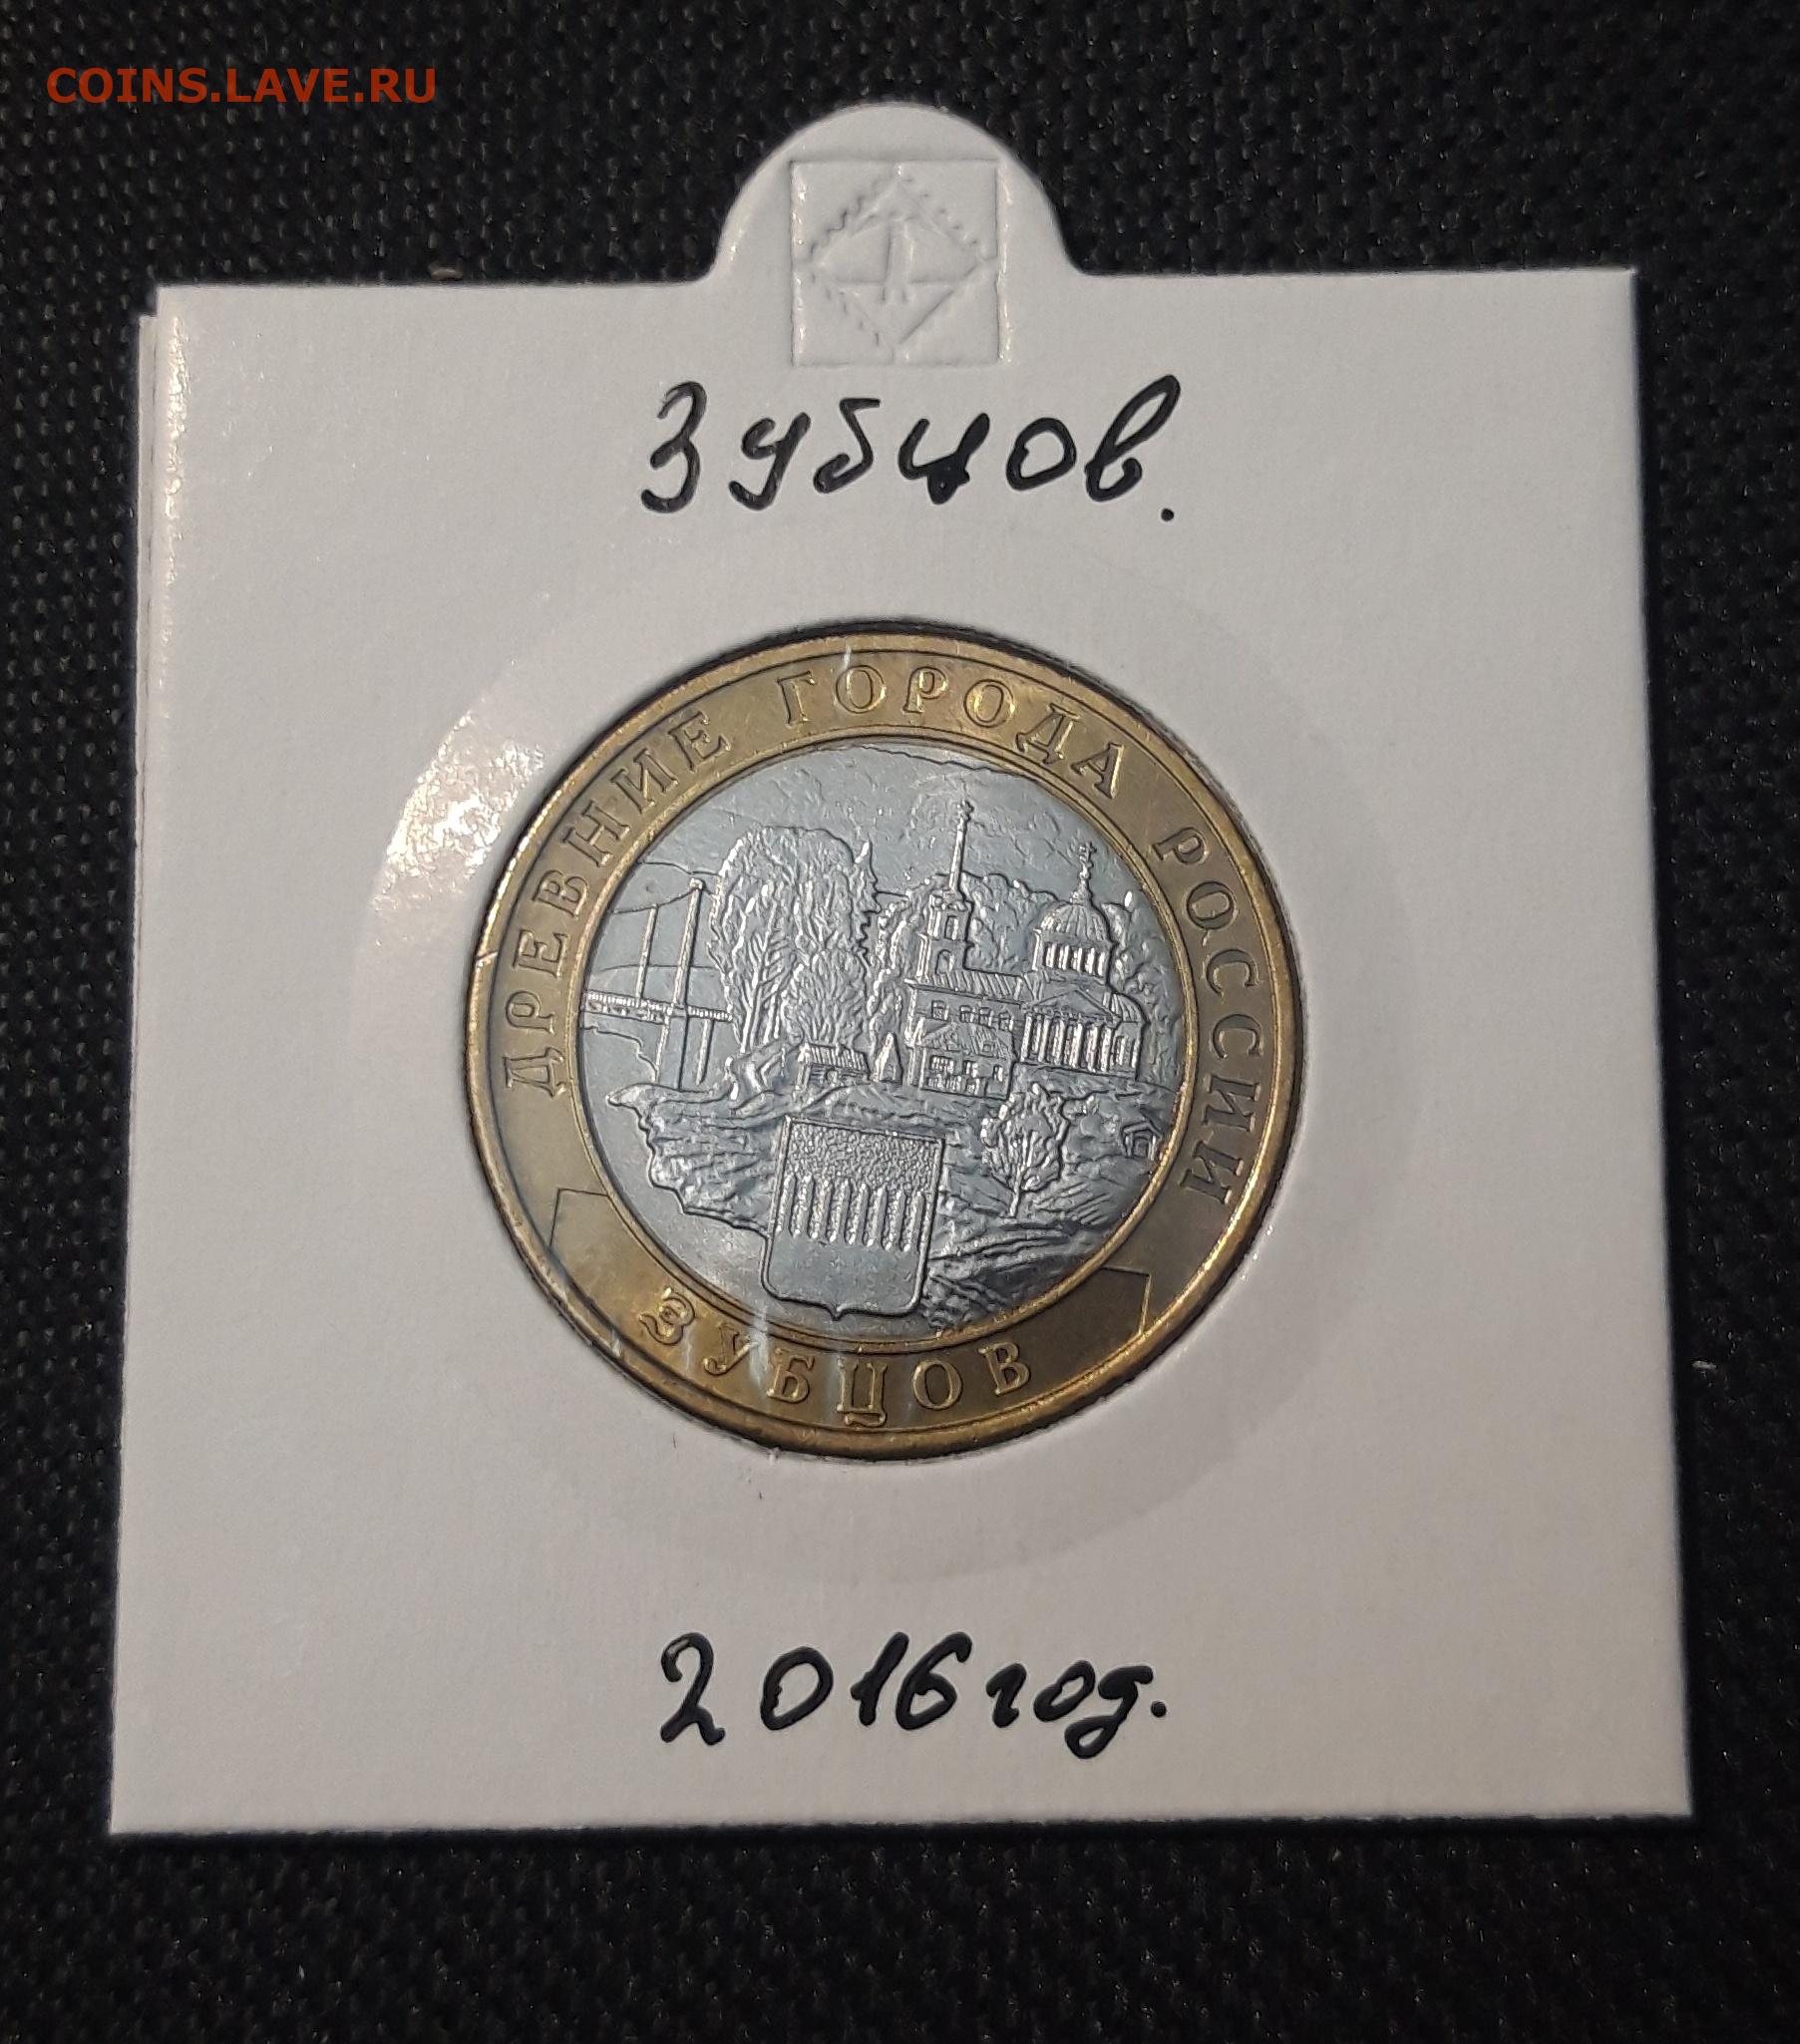 COINS.LAVE.RU
Зубцов.
ДРЕВНИЕ ГОРОДА РОССИИ
ЗУБЦОВ
2016 год.